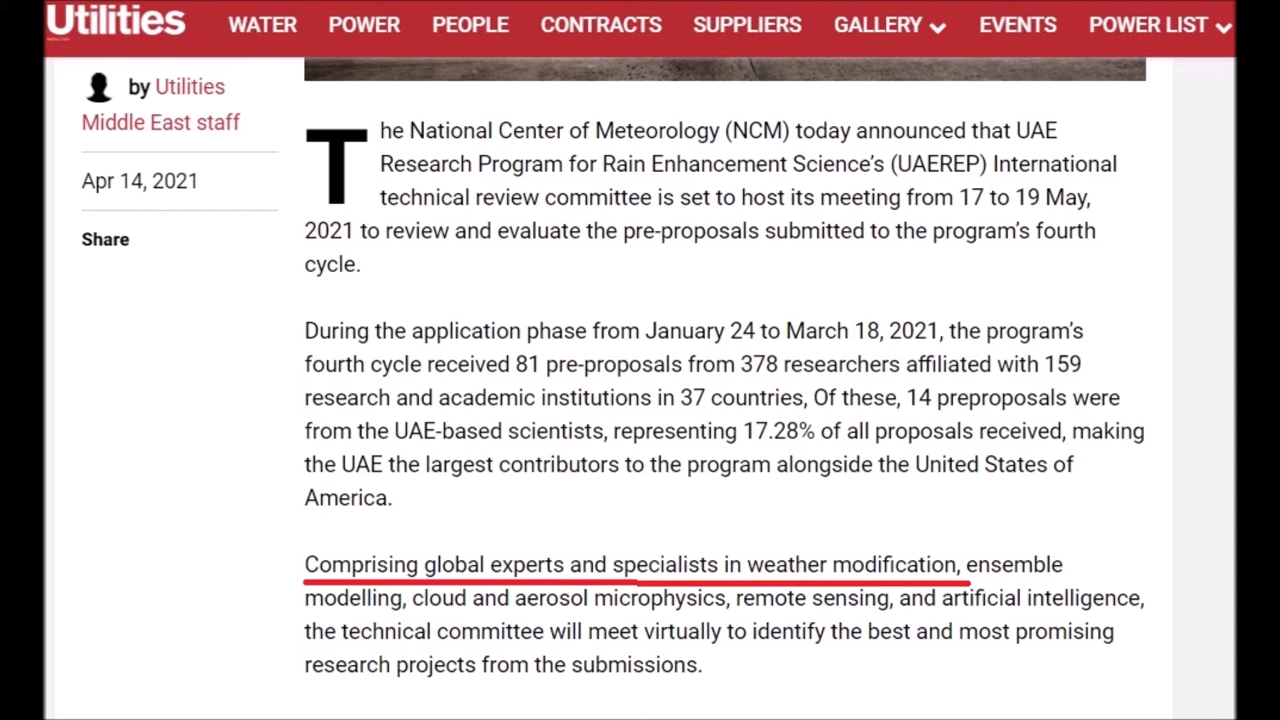 Utilities
WATER POWER PEOPLE CONTRACTS SUPPLIERS GALLERY EVENTS POWER LIST
by Utilities
Middle East staff
Apr 14, 2021
Share
The National Center of Meteorology (NCM) today announced that UAE
Research Program for Rain Enhancement Science’s (UAEREP) International
technical review committee is set to host its meeting from 17 to 19 May,
2021 to review and evaluate the pre-proposals submitted to the program’s fourth
cycle.
During the application phase from January 24 to March 18, 2021, the program’s
fourth cycle received 81 pre-proposals from 378 researchers affiliated with 159
research and academic institutions in 37 countries, Of these, 14 preproposals were
from the UAE-based scientists, representing 17.28% of all proposals received, making
the UAE the largest contributors to the program alongside the United States of
America.
Comprising global experts and specialists in weather modification, ensemble
modelling, cloud and aerosol microphysics, remote sensing, and artificial intelligence,
the technical committee will meet virtually to identify the best and most promising
research projects from the submissions.